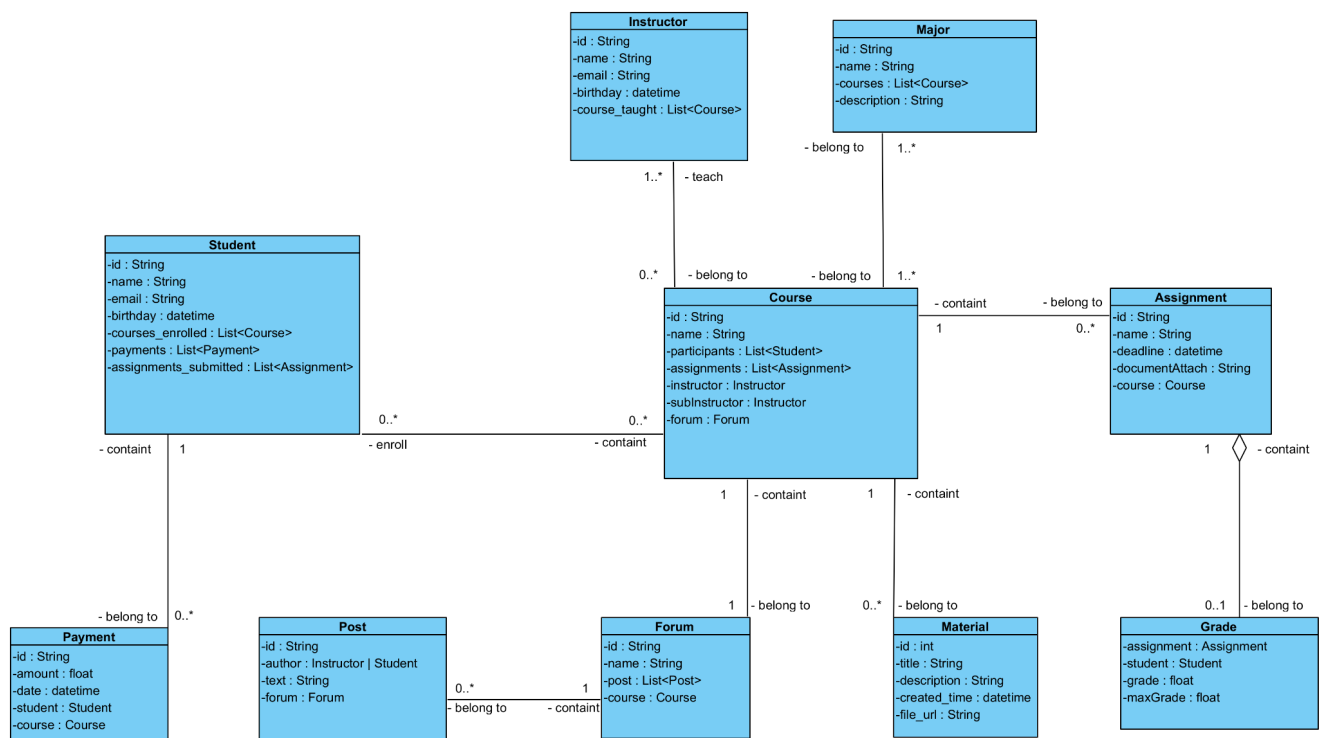 Instructor
-id : String
-name : String
-email : String
-birthday : datetime
-course_taught : List<Course>
Major
-id : String
-name : String
-courses : List<Course>
-description : String
- belong to
1..*
1..*
- teach
Student
-id : String
-name : String
-email : String
-birthday : datetime
-courses_enrolled : List<Course>
-payments : List<Payment>
-assignments_submitted : List<Assignment>
0..*
- belong to
- belong to
1..*
Course
-id : String
-name : String
-participants : List<Student>
-assignments : List<Assignment>
-instructor : Instructor
-subInstructor : Instructor
-forum : Forum
- containt
- belong to
1
0..*
Assignment
-id : String
-name : String
-deadline : datetime
-documentAttach : String
-course : Course
0..*
0..*
- enroll
- containt
- containt
1
1
- containt
1
- containt
1
- containt
- belong to
0..*
1
- belong to
0..*
- belong to
0..1
- belong to
Payment
-id : String
-amount : float
-date : datetime
-student : Student
-course : Course
Post
-id : String
-author : Instructor | Student
-text : String
-forum : Forum
0..*
1
- belong to
- containt
Forum
-id : String
-name : String
-post : List<Post>
-course : Course
Material
-id : int
-title : String
-description : String
-created_time : datetime
-file_url : String
Grade
-assignment : Assignment
-student : Student
-grade : float
-maxGrade : float